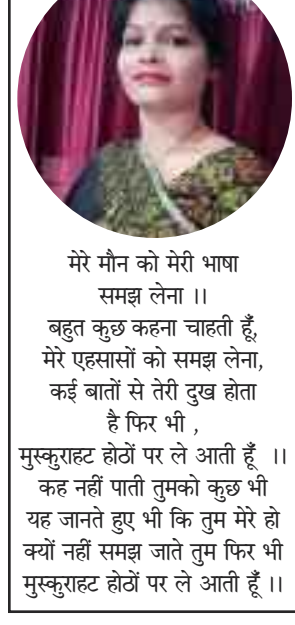 मेरे मौन को मेरी भाषा
समझ लेना ।।
बहुत कुछ कहना चाहती हूँ,
मेरे एहसासों को समझ लेना,
कई बातों से तेरी दुख होता
है फिर भी ,
मुस्कुराहट होठों पर ले आती हूँ ।।
कह नहीं पाती तुमको कुछ भी
यह जानते हुए भी कि तुम मेरे हो
क्यों नहीं समझ जाते तुम फिर भी
मुस्कुराहट होठों पर ले आती हूँ ।।